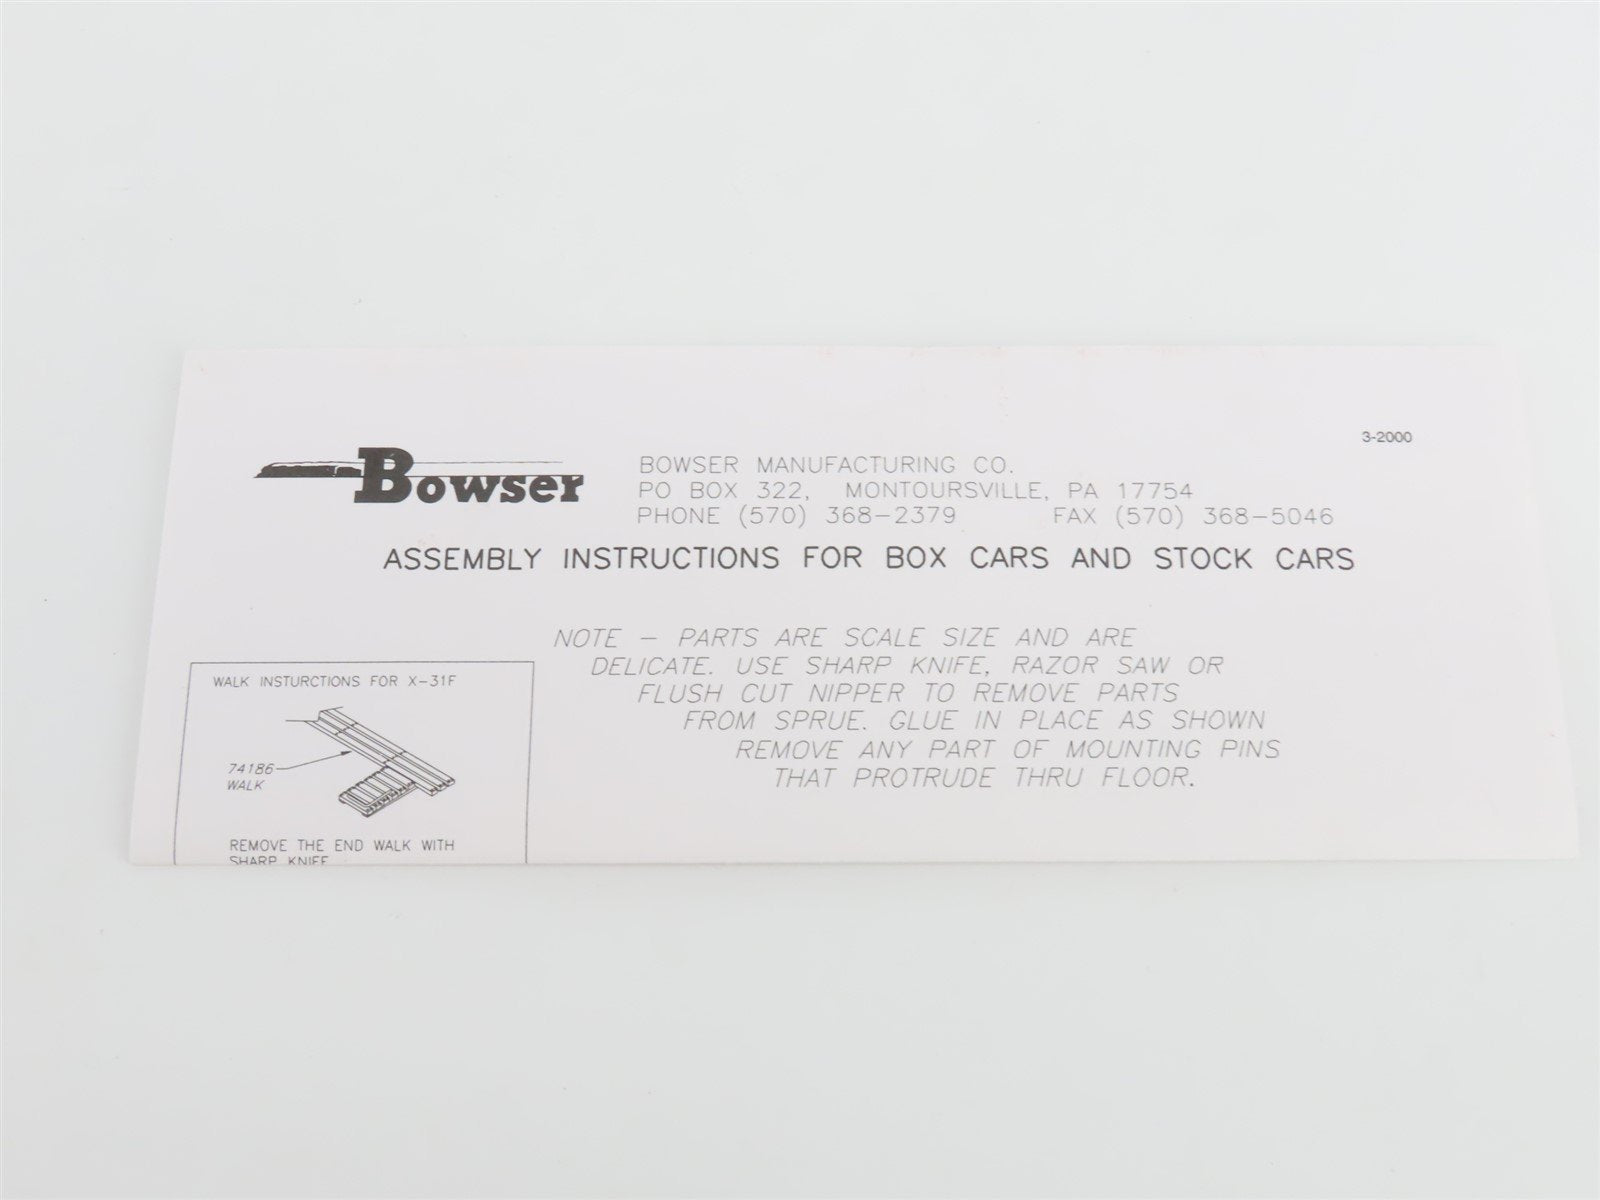 3-2000
Bowser
BOWSER MANUFACTURING CO.
PO BOX 322, MONTOURSVILLE, PA 17754
PHONE (570) 368-2379 FAX (570) 368-5046
ASSEMBLY INSTRUCTIONS FOR BOX CARS AND STOCK CARS
NOTE - PARTS ARE SCALE SIZE AND ARE
DELICATE. USE SHARP KNIFE, RAZOR SAW OR
FLUSH CUT NIPPER TO REMOVE PARTS
FROM SPRUE. GLUE IN PLACE AS SHOWN
REMOVE ANY PART OF MOUNTING PINS
THAT PROTRUDE THRU FLOOR.
WALK INSTURCTIONS FOR X-31F
74186
WALK
REMOVE THE END WALK WITH
SHARP KNIFE